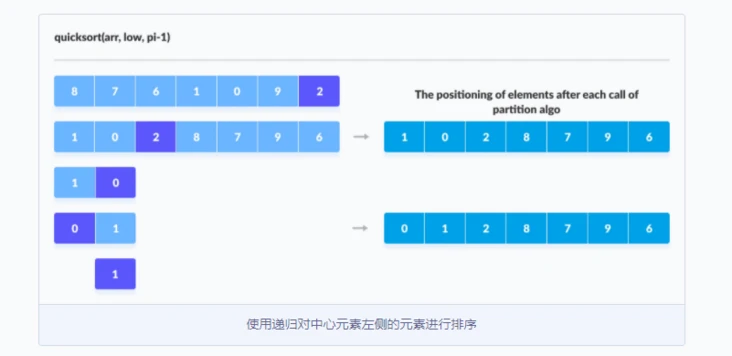 quicksort(arr, low, pi-1)
8 7 6 1 0 9 2
The positioning of elements after each call of
partition algo
1 0 2 8 7 9 6
1 0 2 8 7 9 6
1 0
0 1
0 1 2 8 7 9 6
1
使用递归对中心元素左侧的元素进行排序